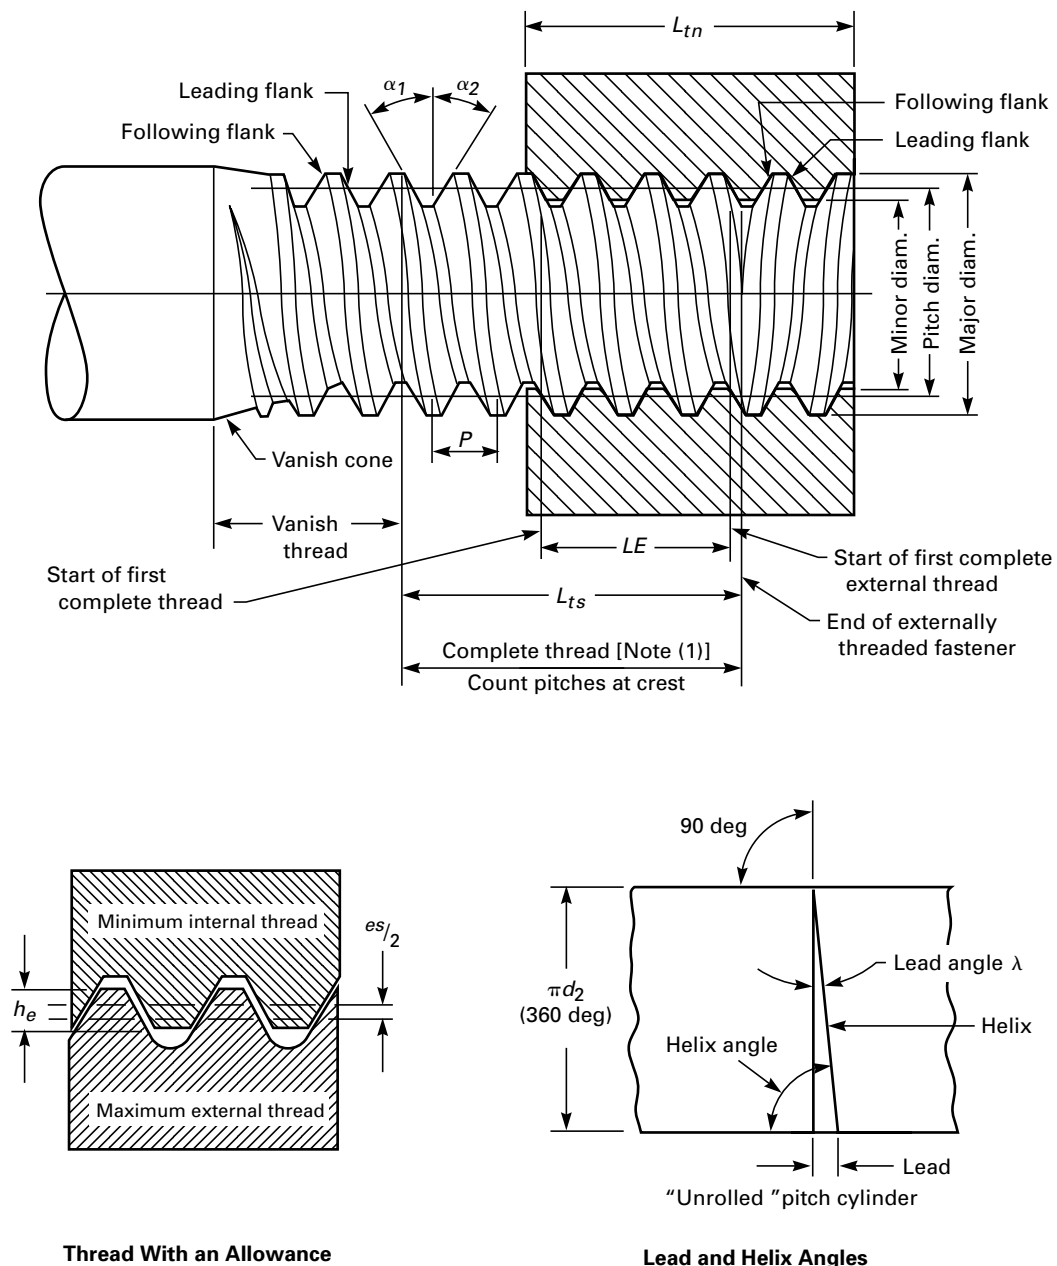 L_tn
α1
α2
Leading flank
Following flank
Following flank
Leading flank
Minor diam.
Pitch diam.
Major diam.
P
Vanish cone
Vanish
thread
LE
Start of first
complete thread
Start of first complete
external thread
L_ts
End of externally
threaded fastener
Complete thread [Note (1)]
Count pitches at crest
Minimum internal thread
es/2
h_e
Maximum external thread
Thread With an Allowance
90 deg
πd₂
(360 deg)
Lead angle λ
Helix
Helix angle
Lead
“Unrolled ”pitch cylinder
Lead and Helix Angles